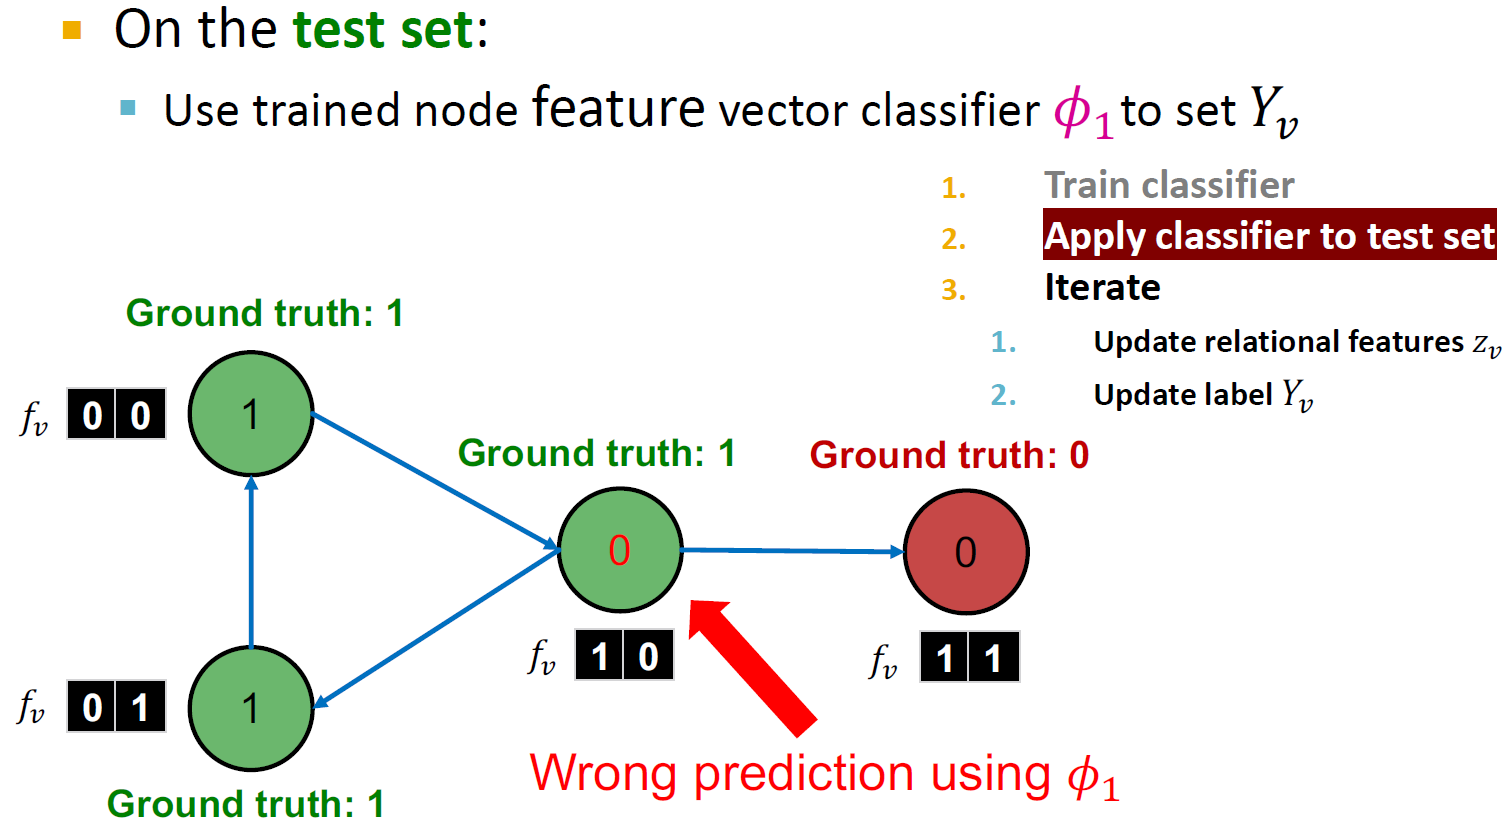 On the test set:
Use trained node feature vector classifier ϕ₁ to set Yᵥ
1. Train classifier
2. Apply classifier to test set
3. Iterate
1. Update relational features zᵥ
2. Update label Yᵥ
Ground truth: 1
fᵥ 0 0
1
Ground truth: 1
0
fᵥ 1 0
Ground truth: 0
0
fᵥ 1 1
fᵥ 0 1
1
Ground truth: 1
Wrong prediction using ϕ₁